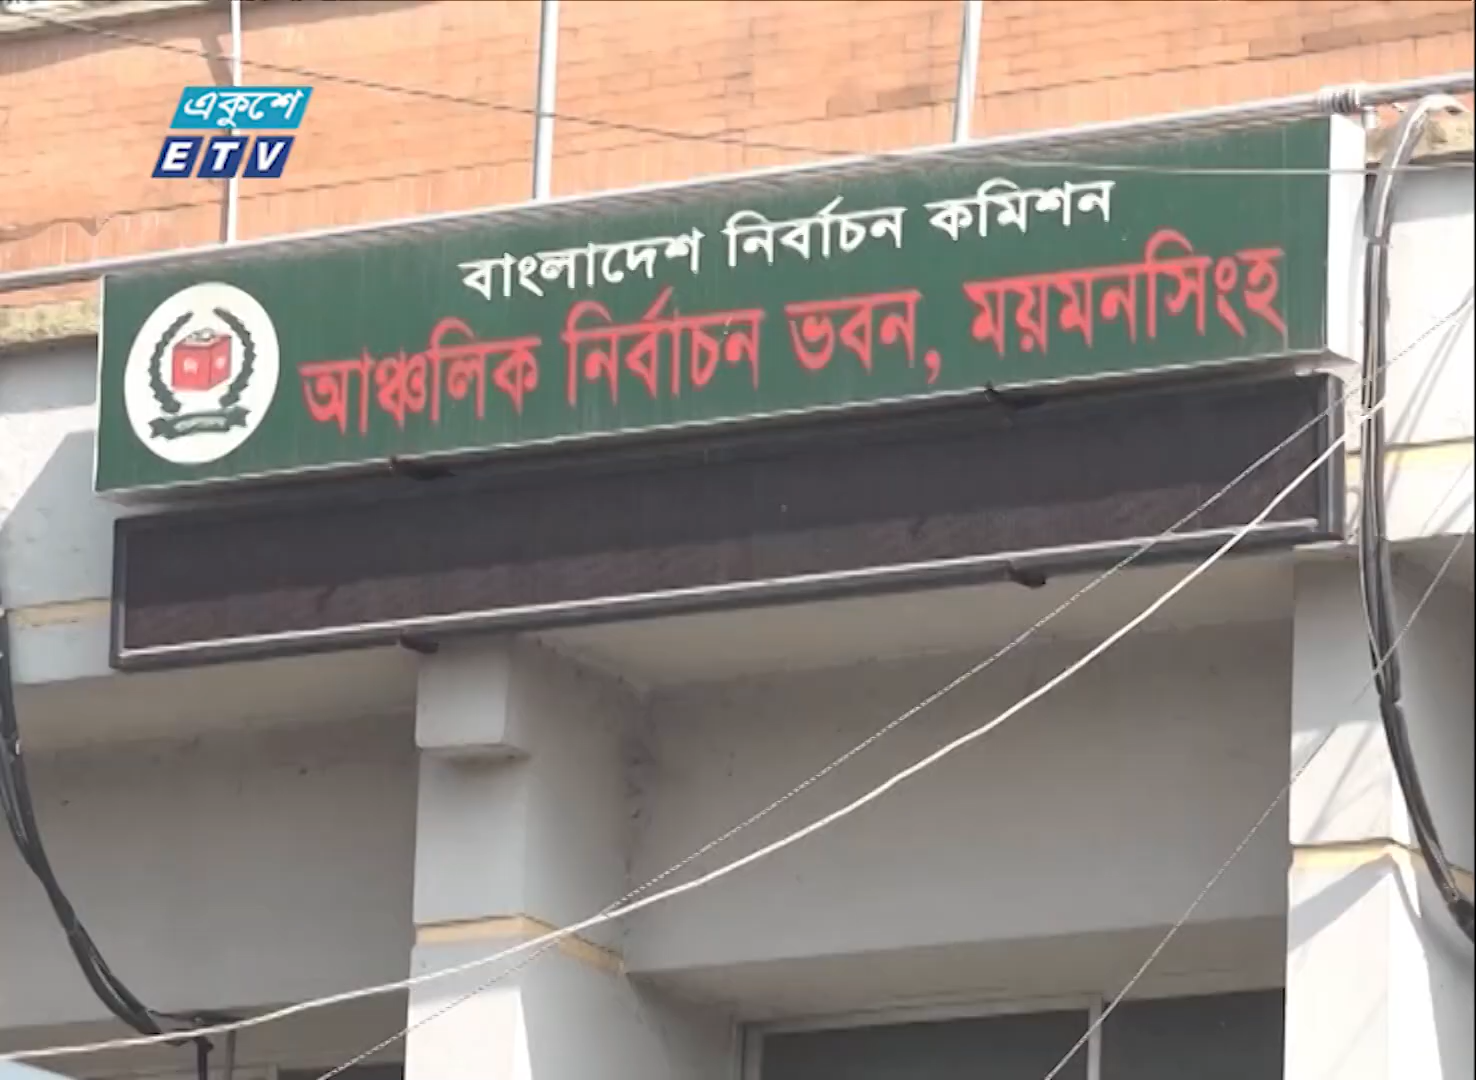 একুশে
ETV
বাংলাদেশ নির্বাচন কমিশন
আঞ্চলিক নির্বাচন ভবন, ময়মনসিংহ